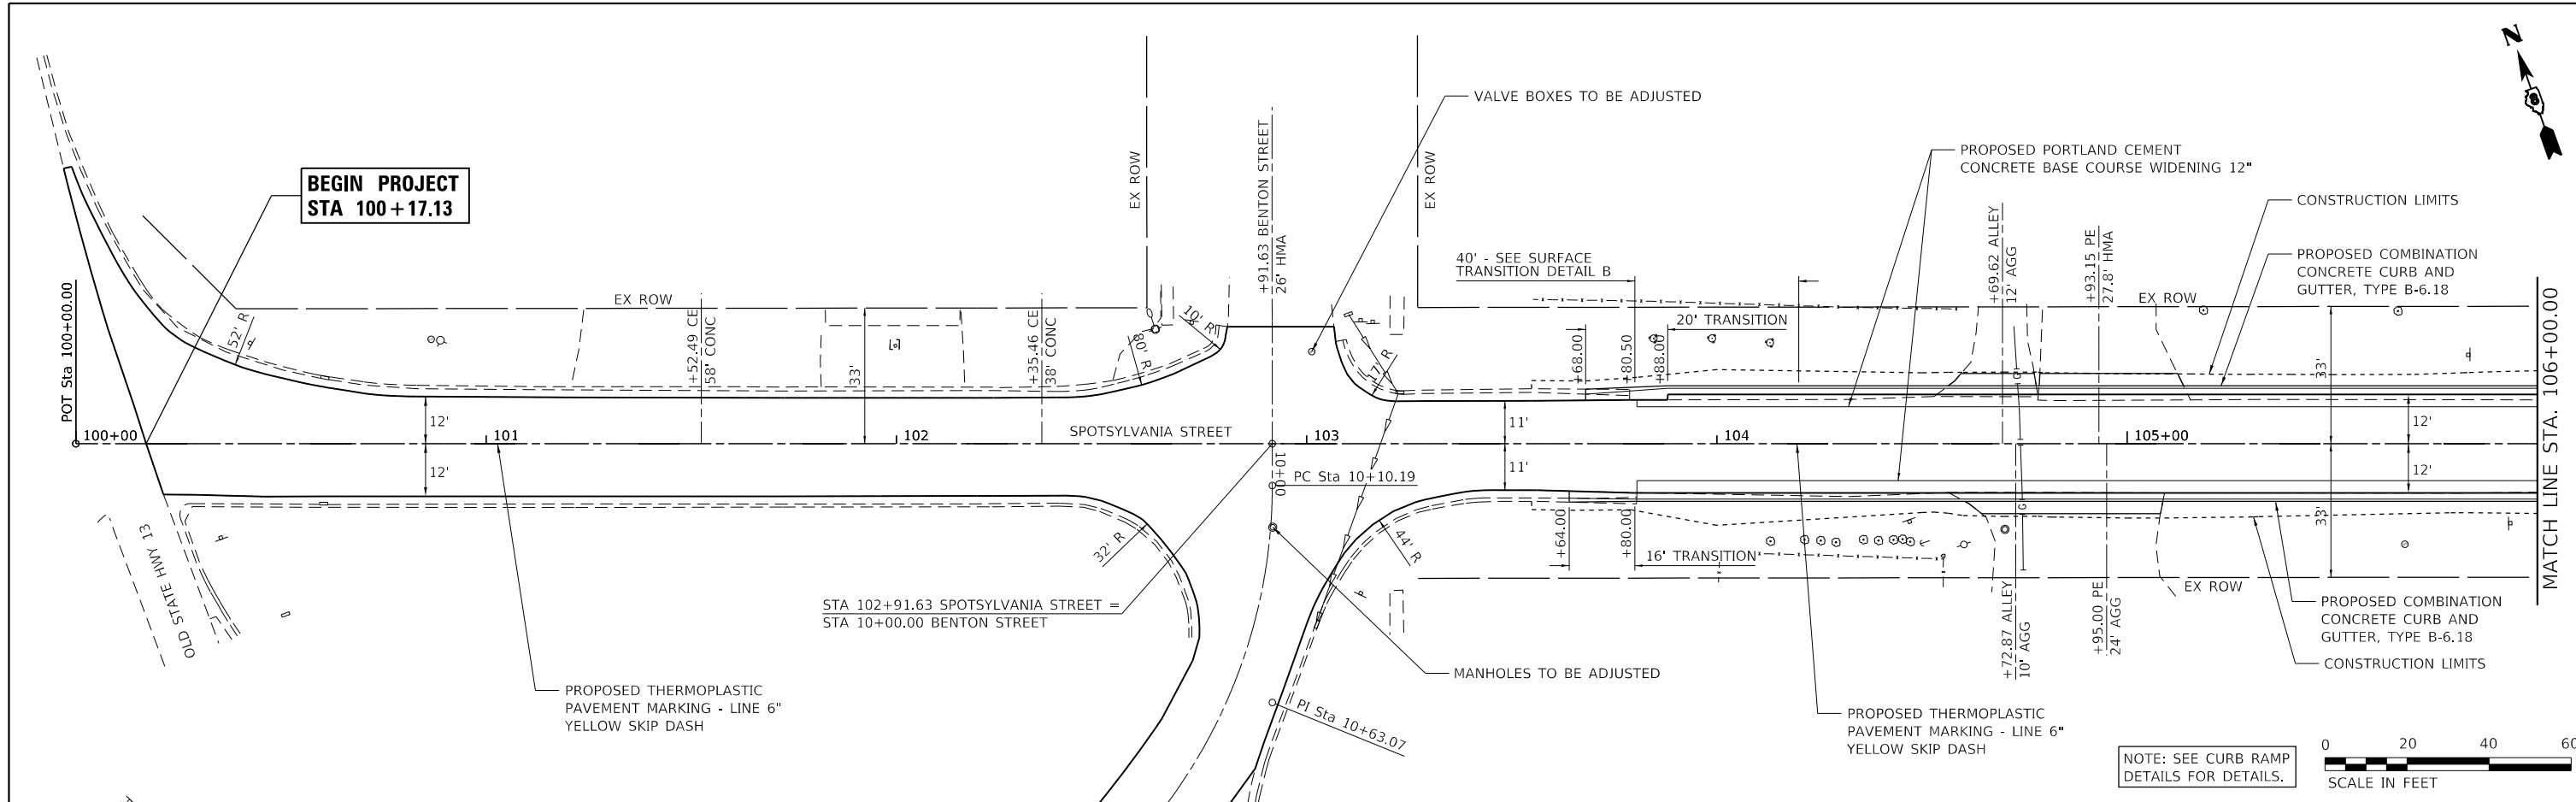 N
VALVE BOXES TO BE ADJUSTED
BEGIN PROJECT
STA 100+17.13
EX ROW
+91.63 BENTON STREET
26' HMA
EX ROW
PROPOSED PORTLAND CEMENT
CONCRETE BASE COURSE WIDENING 12"
CONSTRUCTION LIMITS
PROPOSED COMBINATION
CONCRETE CURB AND
GUTTER, TYPE B-6.18
40' - SEE SURFACE
TRANSITION DETAIL B
+69.62 ALLEY
12' AGG
+93.15 PE
27.8' HMA
EX ROW
EX ROW
POT Sta 100+00.00
52' R
+52.49 CE
58' CONC
33'
+35.46 CE
38' CONC
80' R
10' R
17' R
+68.00
+80.50
+88.00
20' TRANSITION
33'
MATCH LINE STA. 106+00.00
100+00
101
102
SPOTSYLVANIA STREET
103
104
105+00
12'
12'
11'
11'
12'
12'
10+00
PC Sta 10+10.19
OLD STATE HWY 13
32' R
44' R
+64.00
+80.00
16' TRANSITION
G
G
33'
STA 102+91.63 SPOTSYLVANIA STREET =
STA 10+00.00 BENTON STREET
+72.87 ALLEY
10' AGG
+95.00 PE
24' AGG
EX ROW
PROPOSED COMBINATION
CONCRETE CURB AND
GUTTER, TYPE B-6.18
CONSTRUCTION LIMITS
MANHOLES TO BE ADJUSTED
PI Sta 10+63.07
PROPOSED THERMOPLASTIC
PAVEMENT MARKING - LINE 6"
YELLOW SKIP DASH
PROPOSED THERMOPLASTIC
PAVEMENT MARKING - LINE 6"
YELLOW SKIP DASH
NOTE: SEE CURB RAMP
DETAILS FOR DETAILS.
0 20 40 60
SCALE IN FEET